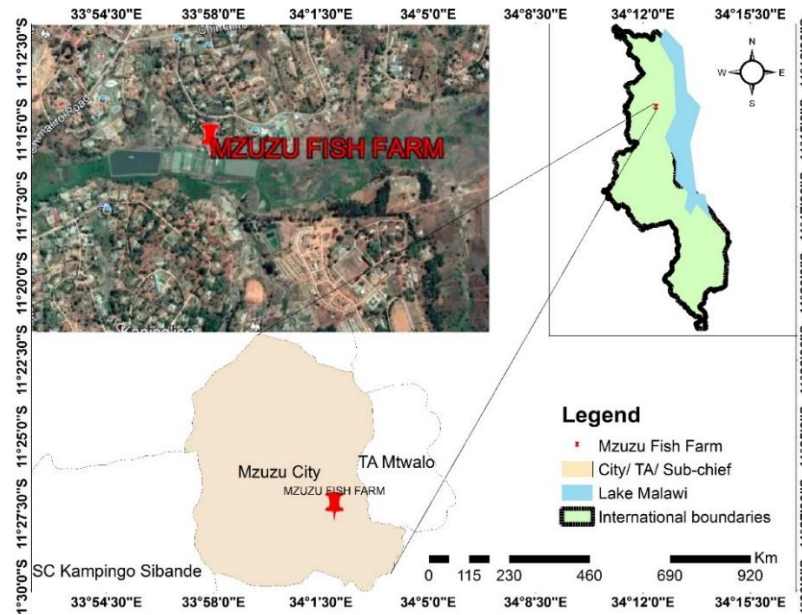 33°54'30"E 33°58'0"E 34°1'30"E 34°5'0"E 34°8'30"E 34°12'0"E 34°15'30"E
11°12'30"S
11°15'0"S
11°17'30"S
11°20'0"S
11°22'30"S
11°25'0"S
11°27'30"S
11°30'0"S
Chimaliro Road
MZUZU FISH FARM
N
W E
S
Mzuzu City
MZUZU FISH FARM
TA Mtwalo
SC Kampingo Sibande
Legend
Mzuzu Fish Farm
City/ TA/ Sub-chief
Lake Malawi
International boundaries
Km
0 115 230 460 690 920
33°54'30"E 33°58'0"E 34°1'30"E 34°5'0"E 34°8'30"E 34°12'0"E 34°15'30"E